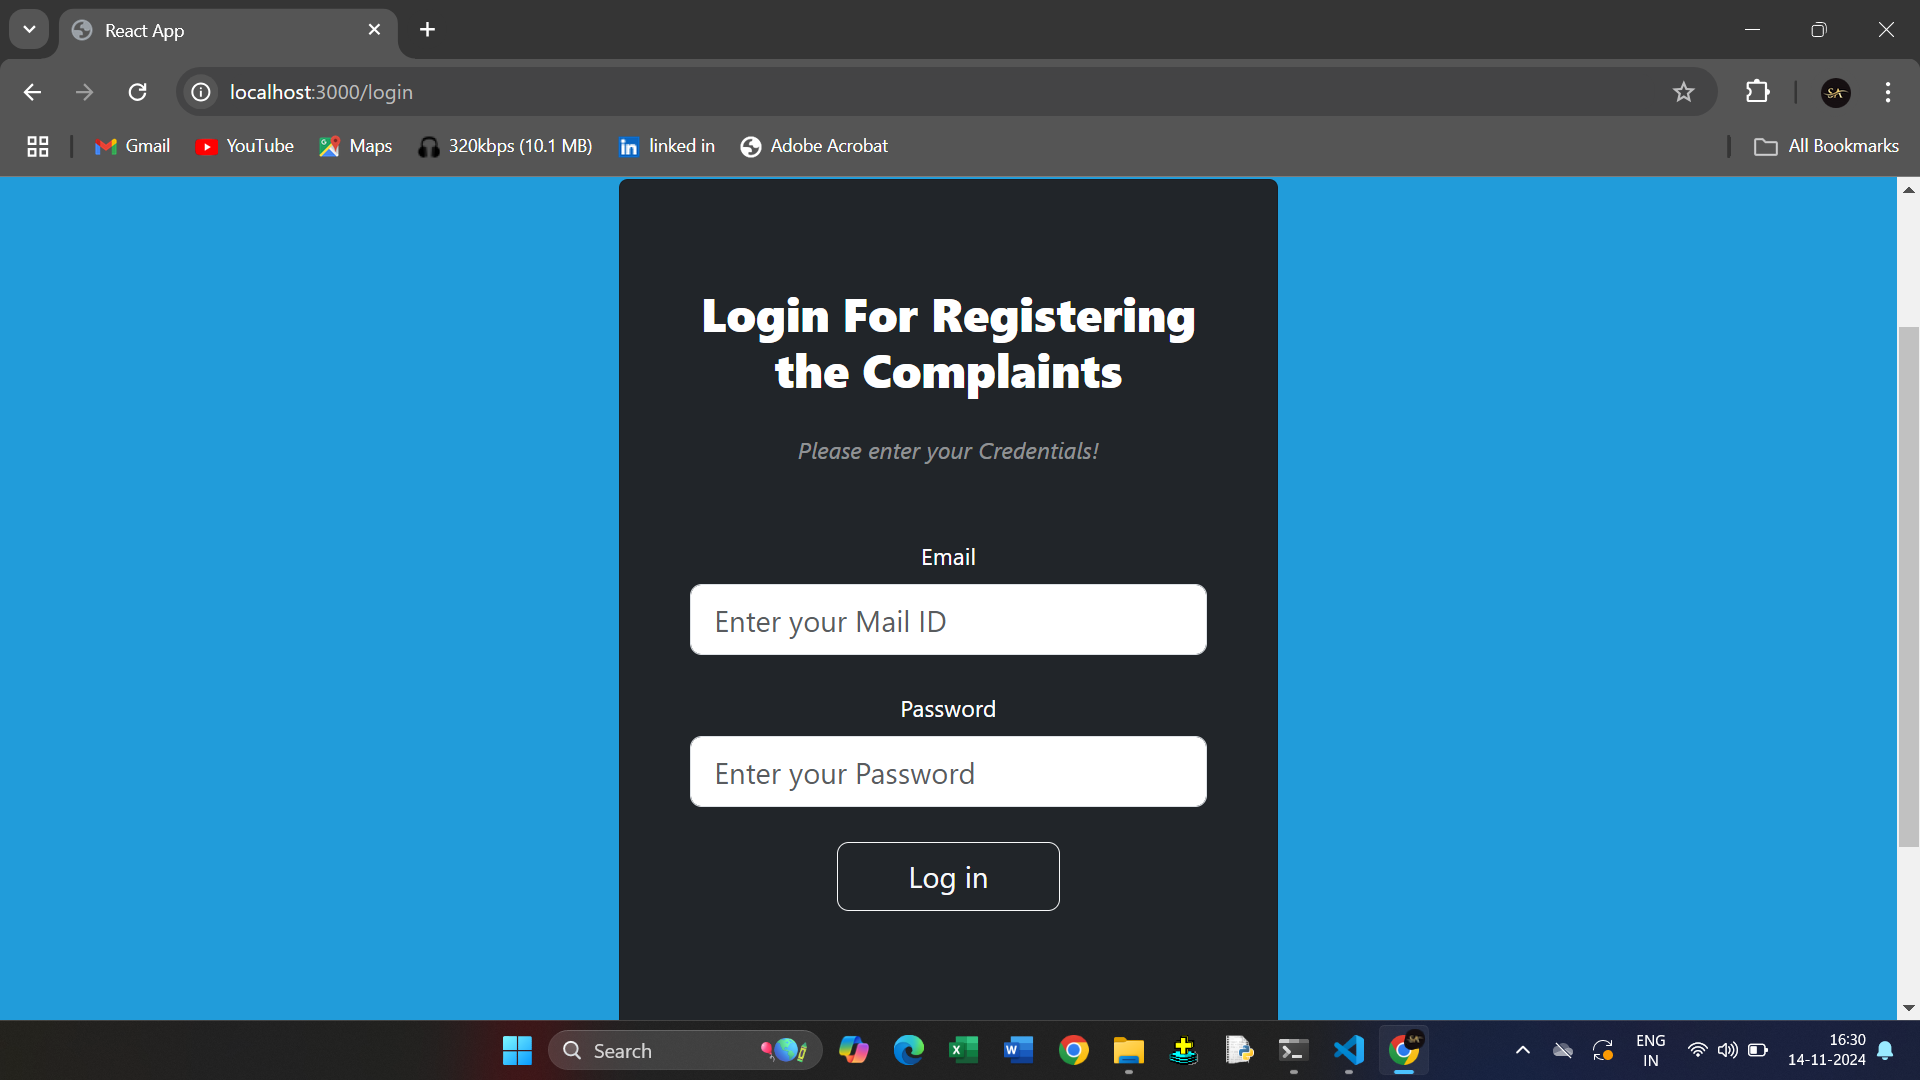 React App
localhost:3000/login
Gmail
YouTube
Maps
320kbps (10.1 MB)
linked in
Adobe Acrobat
All Bookmarks
Login For Registering
the Complaints
Please enter your Credentials!
Email
Enter your Mail ID
Password
Enter your Password
Log in
Search
ENG
IN
16:30
14-11-2024